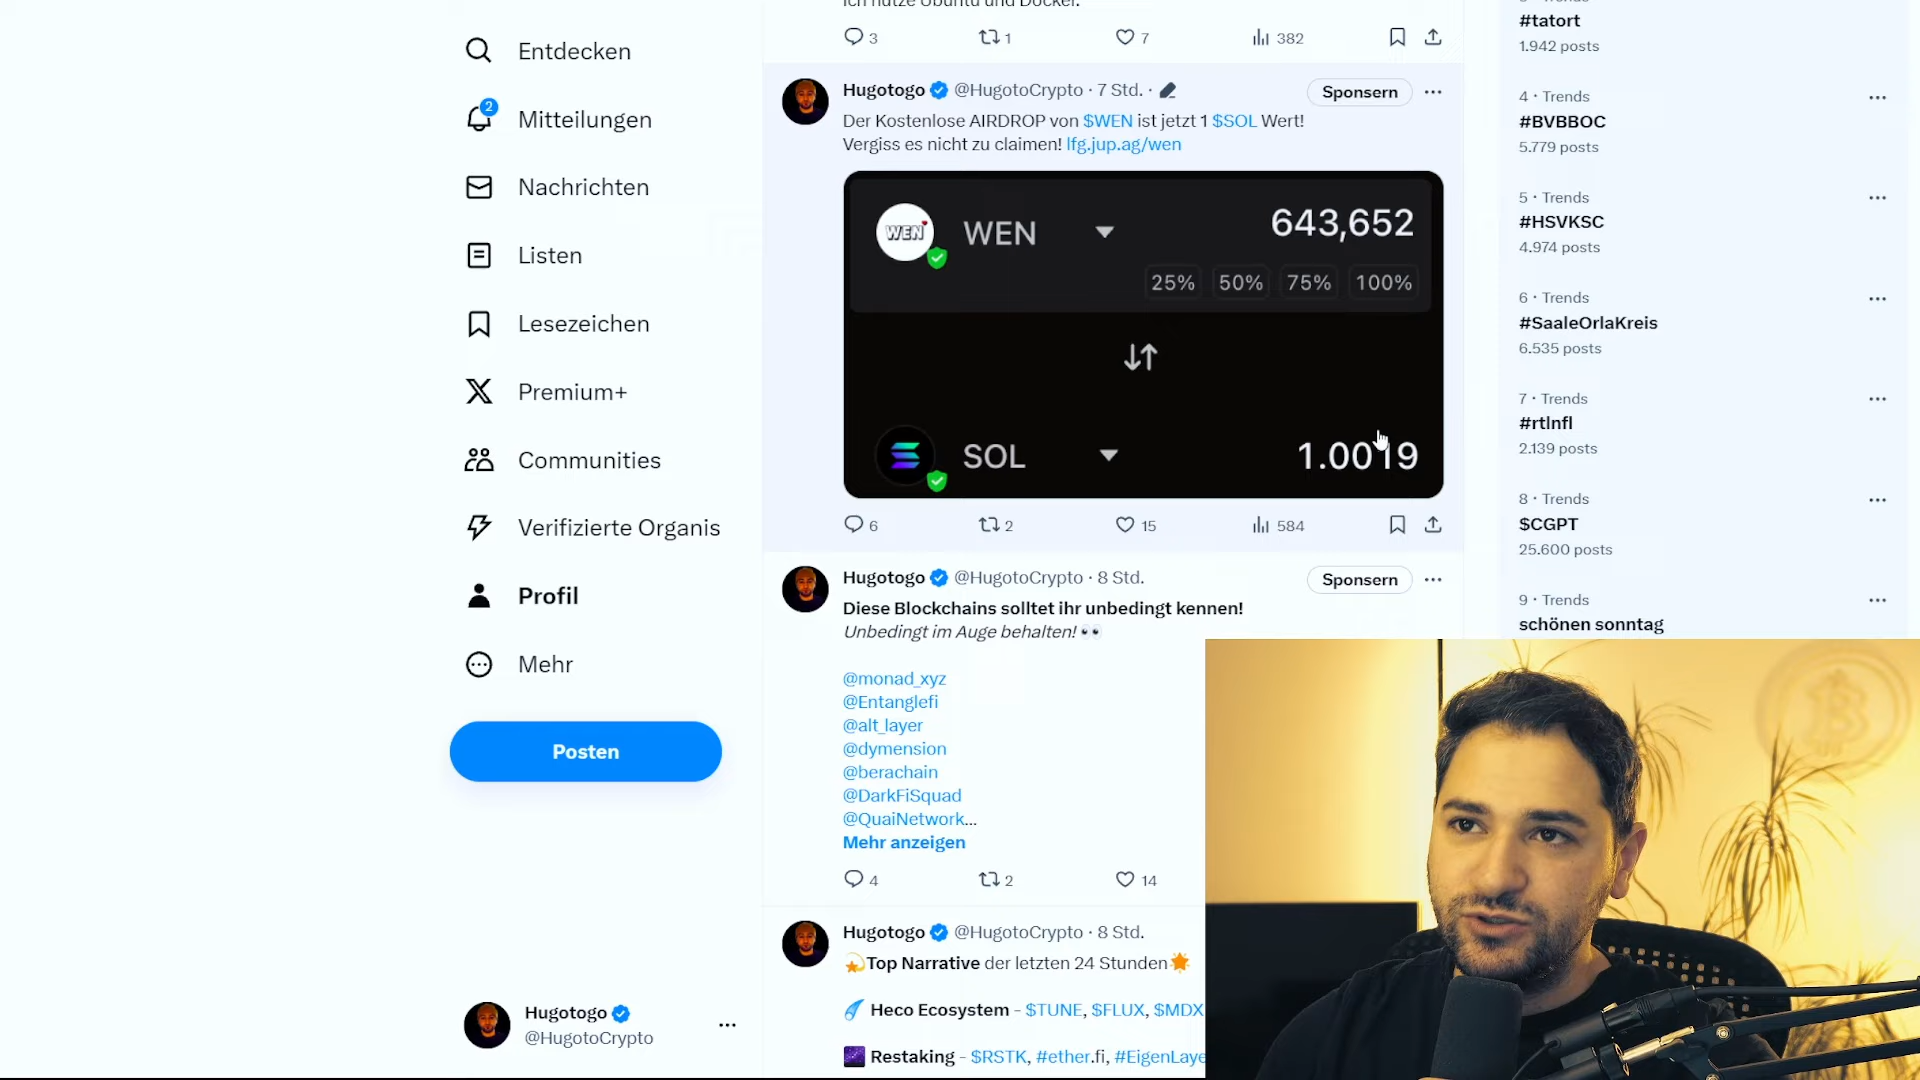 Entdecken
2
Mitteilungen
Nachrichten
Listen
Lesezeichen
Premium+
Communities
Verifizierte Organis
Profil
Mehr
Posten
Hugotogo
@HugotoCrypto
Ich nutze Ubuntu und Docker.
3 1 7 382
Hugotogo @HugotoCrypto · 7 Std. ·
Sponsern
Der Kostenlose AIRDROP von $WEN ist jetzt 1 $SOL Wert!
Vergiss es nicht zu claimen! lfg.jup.ag/wen
WEN
WEN 643,652
25% 50% 75% 100%
SOL 1.0019
6 2 15 584
Hugotogo @HugotoCrypto · 8 Std.
Sponsern
Diese Blockchains solltet ihr unbedingt kennen!
Unbedingt im Auge behalten! 👀
@monad_xyz
@Entanglefi
@alt_layer
@dymension
@berachain
@DarkFiSquad
@QuaiNetwork...
Mehr anzeigen
4 2 14
Hugotogo @HugotoCrypto · 8 Std.
💫Top Narrative der letzten 24 Stunden🌟
Heco Ecosystem - $TUNE, $FLUX, $MDX
Restaking - $RSTK, #ether.fi, #EigenLaye
#tatort
1.942 posts
4 · Trends
#BVBBOC
5.779 posts
5 · Trends
#HSVKSC
4.974 posts
6 · Trends
#SaaleOrlaKreis
6.535 posts
7 · Trends
#rtlnfl
2.139 posts
8 · Trends
$CGPT
25.600 posts
9 · Trends
schönen sonntag